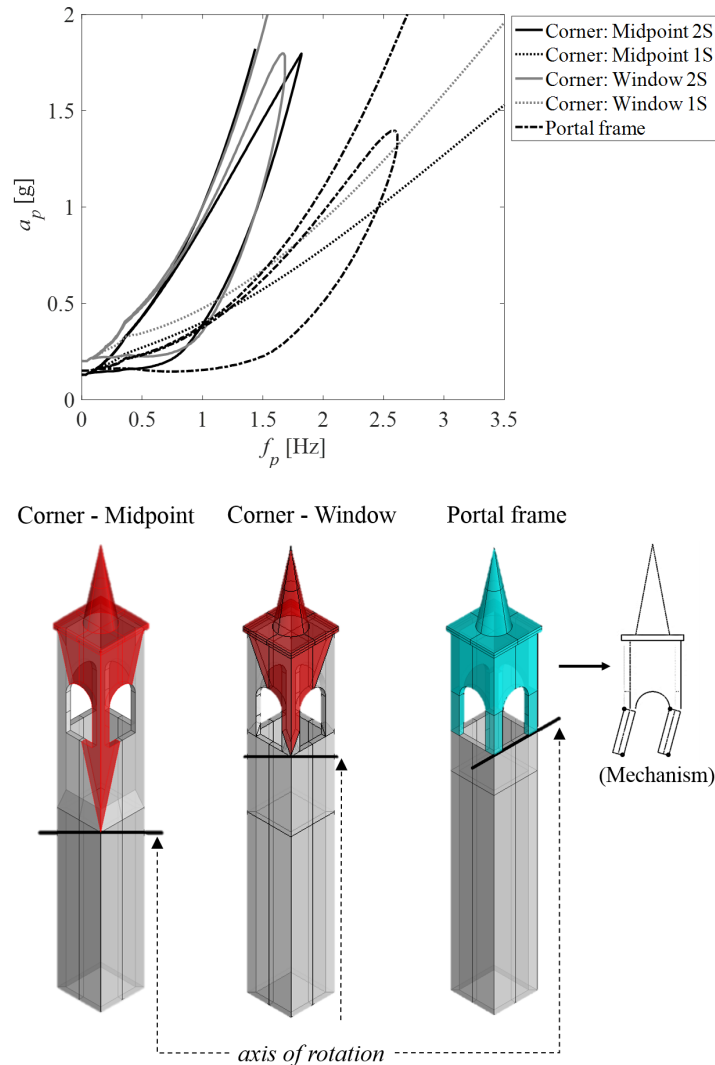 2
1.5
1
0.5
0
a_p [g]
0 0.5 1 1.5 2 2.5 3 3.5
f_p [Hz]
Corner: Midpoint 2S
Corner: Midpoint 1S
Corner: Window 2S
Corner: Window 1S
Portal frame
Corner - Midpoint Corner - Window Portal frame
(Mechanism)
axis of rotation